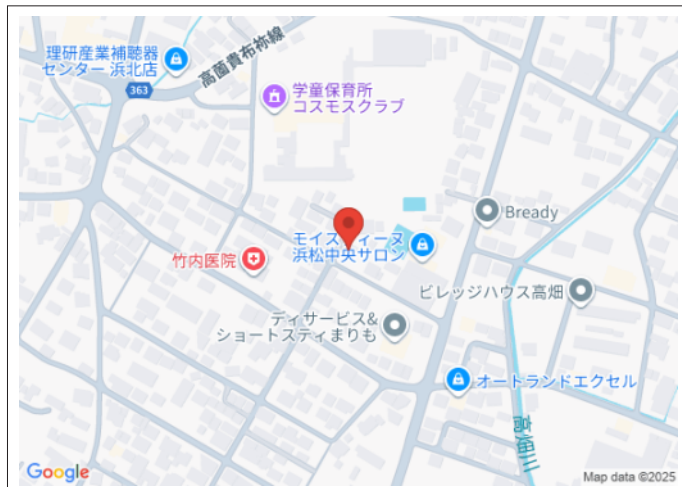 理研産業補聴器
センター 浜北店
高薗貴布祢線
363
学童保育所
コスモスクラブ
Bready
モイスティーヌ
浜松中央サロン
竹内医院
ビレッジハウス高畑
デイサービス&
ショートステイまりも
オートランドエクセル
高畑川
Google
Map data ©2025